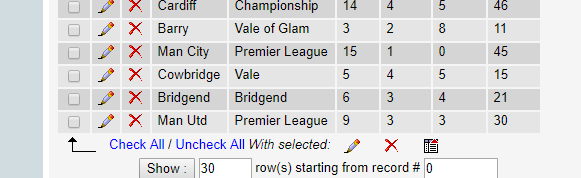 Cardiff Championship 14 4 5 46
Barry Vale of Glam 3 2 8 11
Man City Premier League 15 1 0 45
Cowbridge Vale 5 4 5 15
Bridgend Bridgend 6 3 4 21
Man Utd Premier League 9 3 3 30
Check All / Uncheck All With selected:
Show : 30 row(s) starting from record # 0